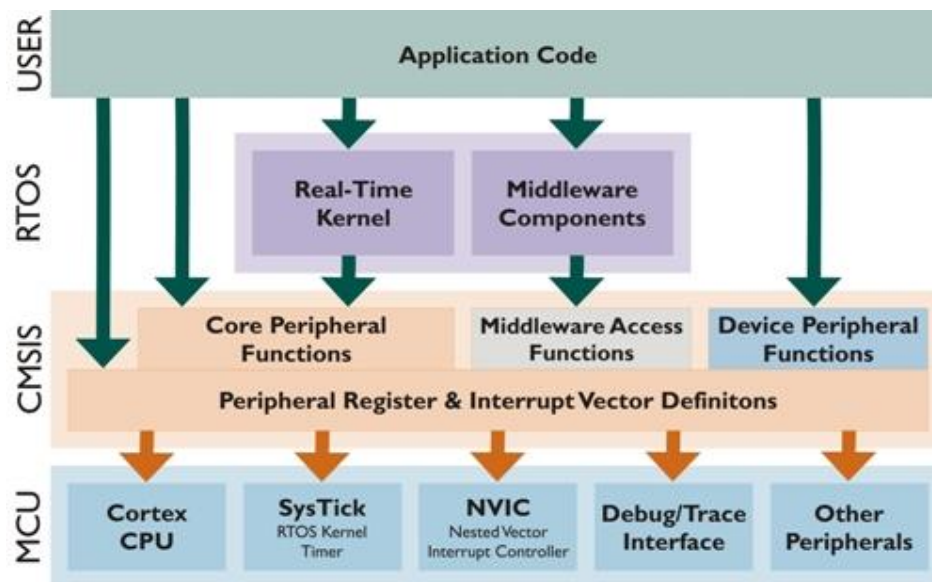 USER
Application Code
RTOS
Real-Time
Kernel
Middleware
Components
CMSIS
Core Peripheral
Functions
Middleware Access
Functions
Device Peripheral
Functions
Peripheral Register & Interrupt Vector Definitons
MCU
Cortex
CPU
SysTick
RTOS Kernel
Timer
NVIC
Nested Vector
Interrupt Controller
Debug/Trace
Interface
Other
Peripherals